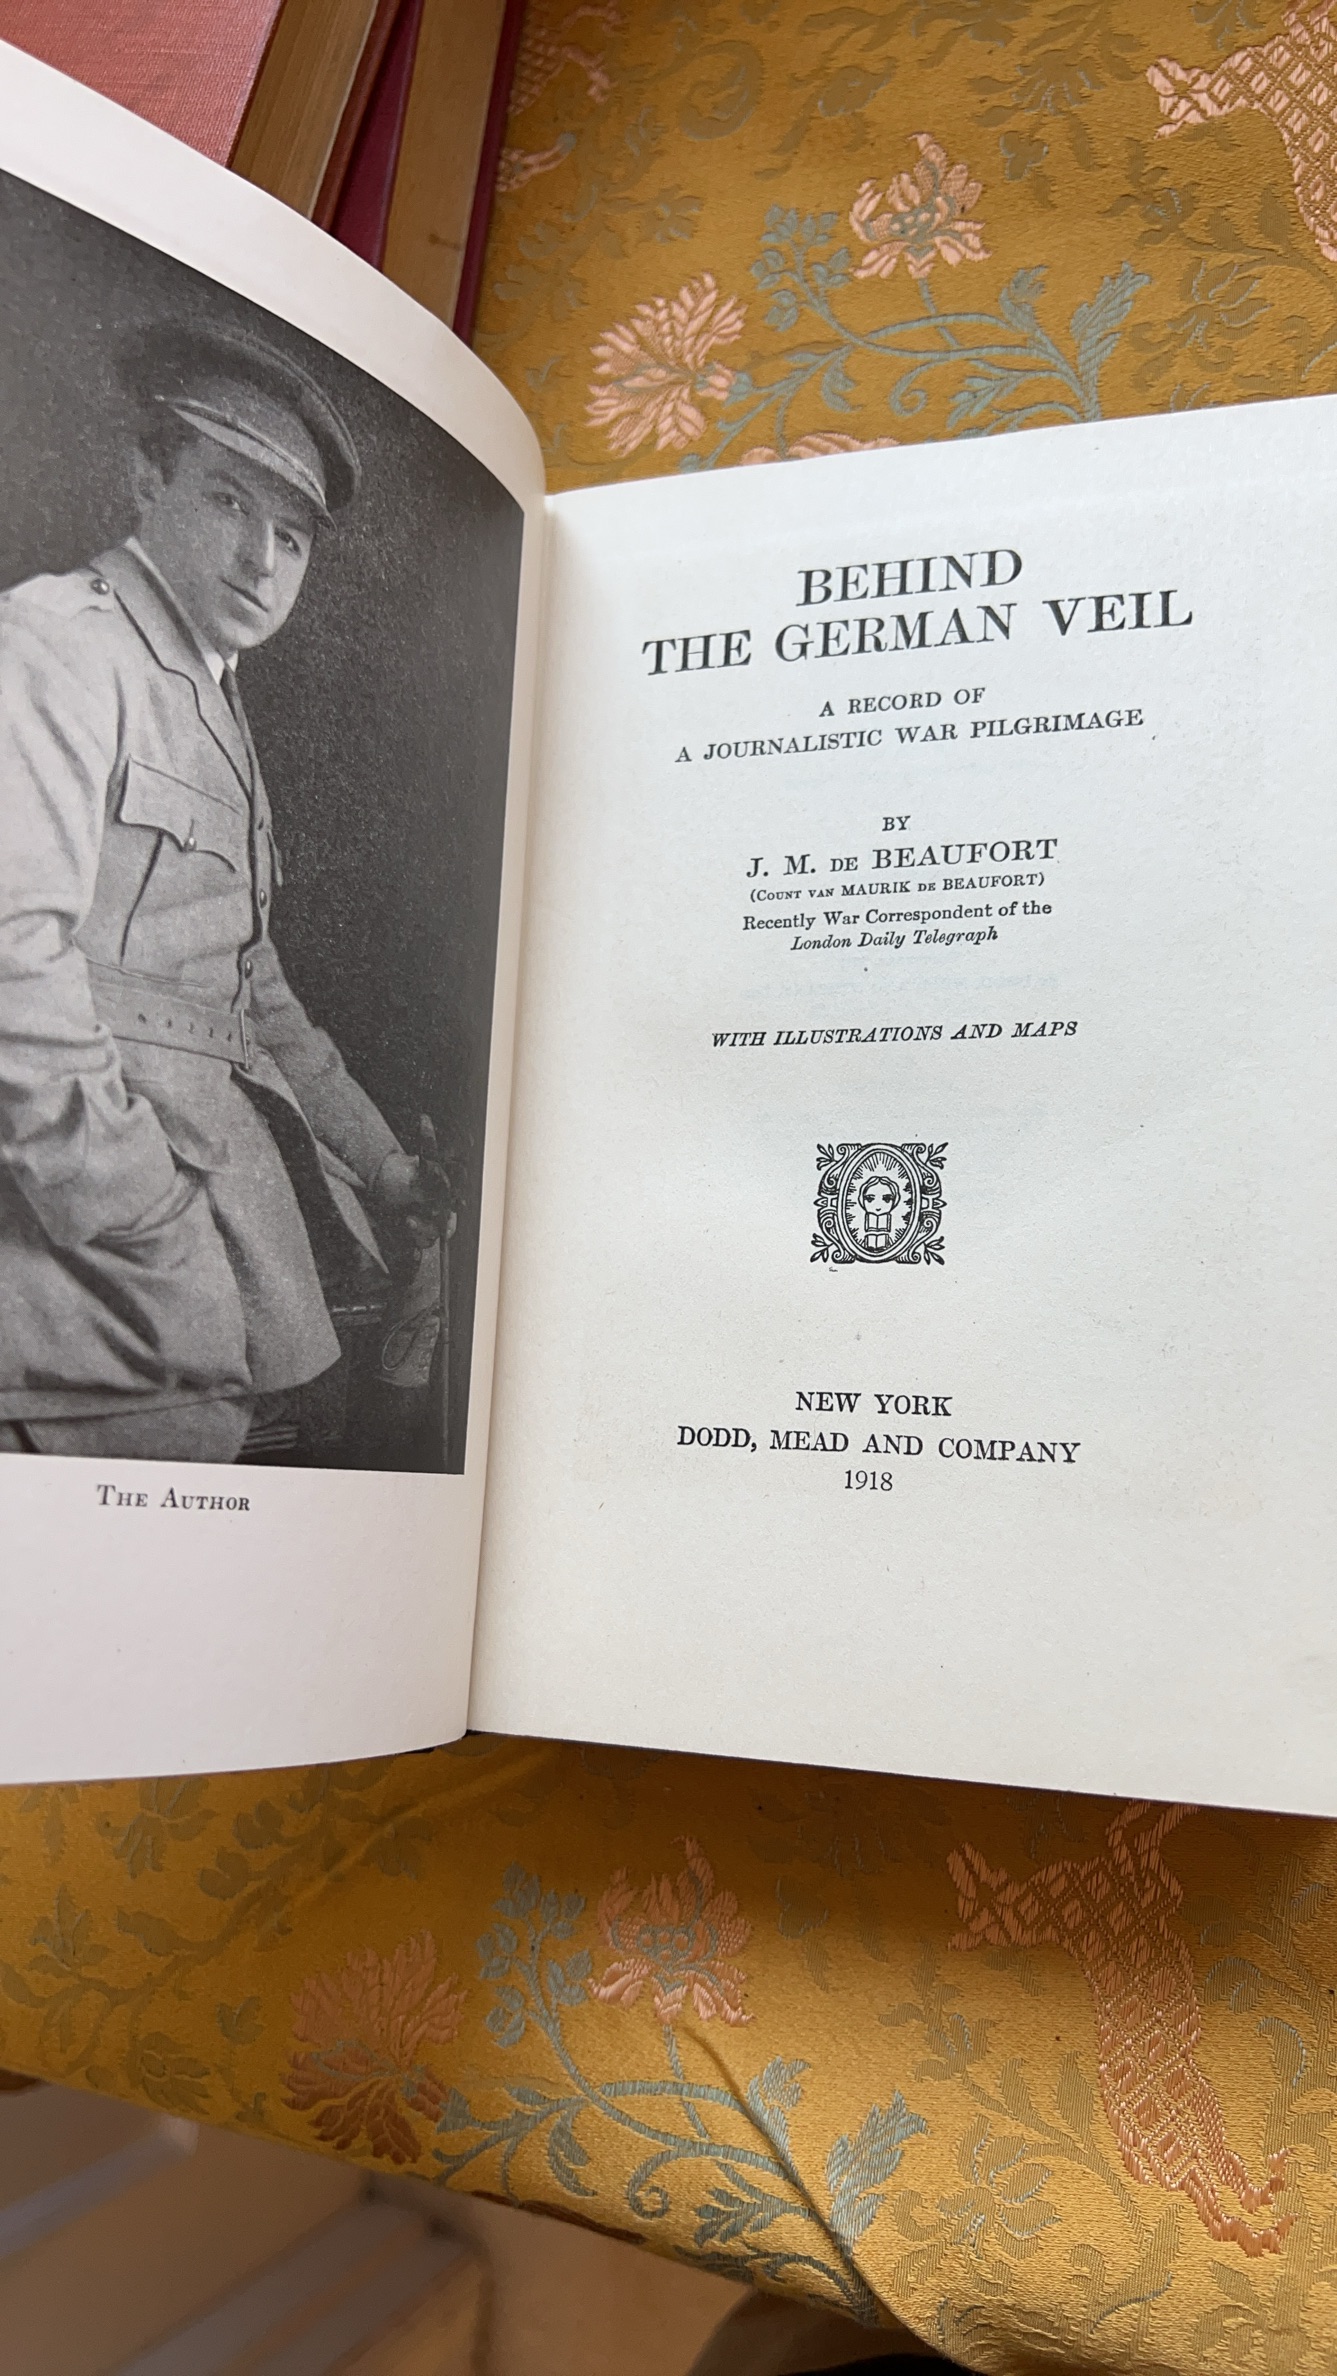 THE AUTHOR
BEHIND
THE GERMAN VEIL
A RECORD OF
A JOURNALISTIC WAR PILGRIMAGE
BY
J. M. DE BEAUFORT
(COUNT VAN MAURIK DE BEAUFORT)
Recently War Correspondent of the
London Daily Telegraph
WITH ILLUSTRATIONS AND MAPS
NEW YORK
DODD, MEAD AND COMPANY
1918